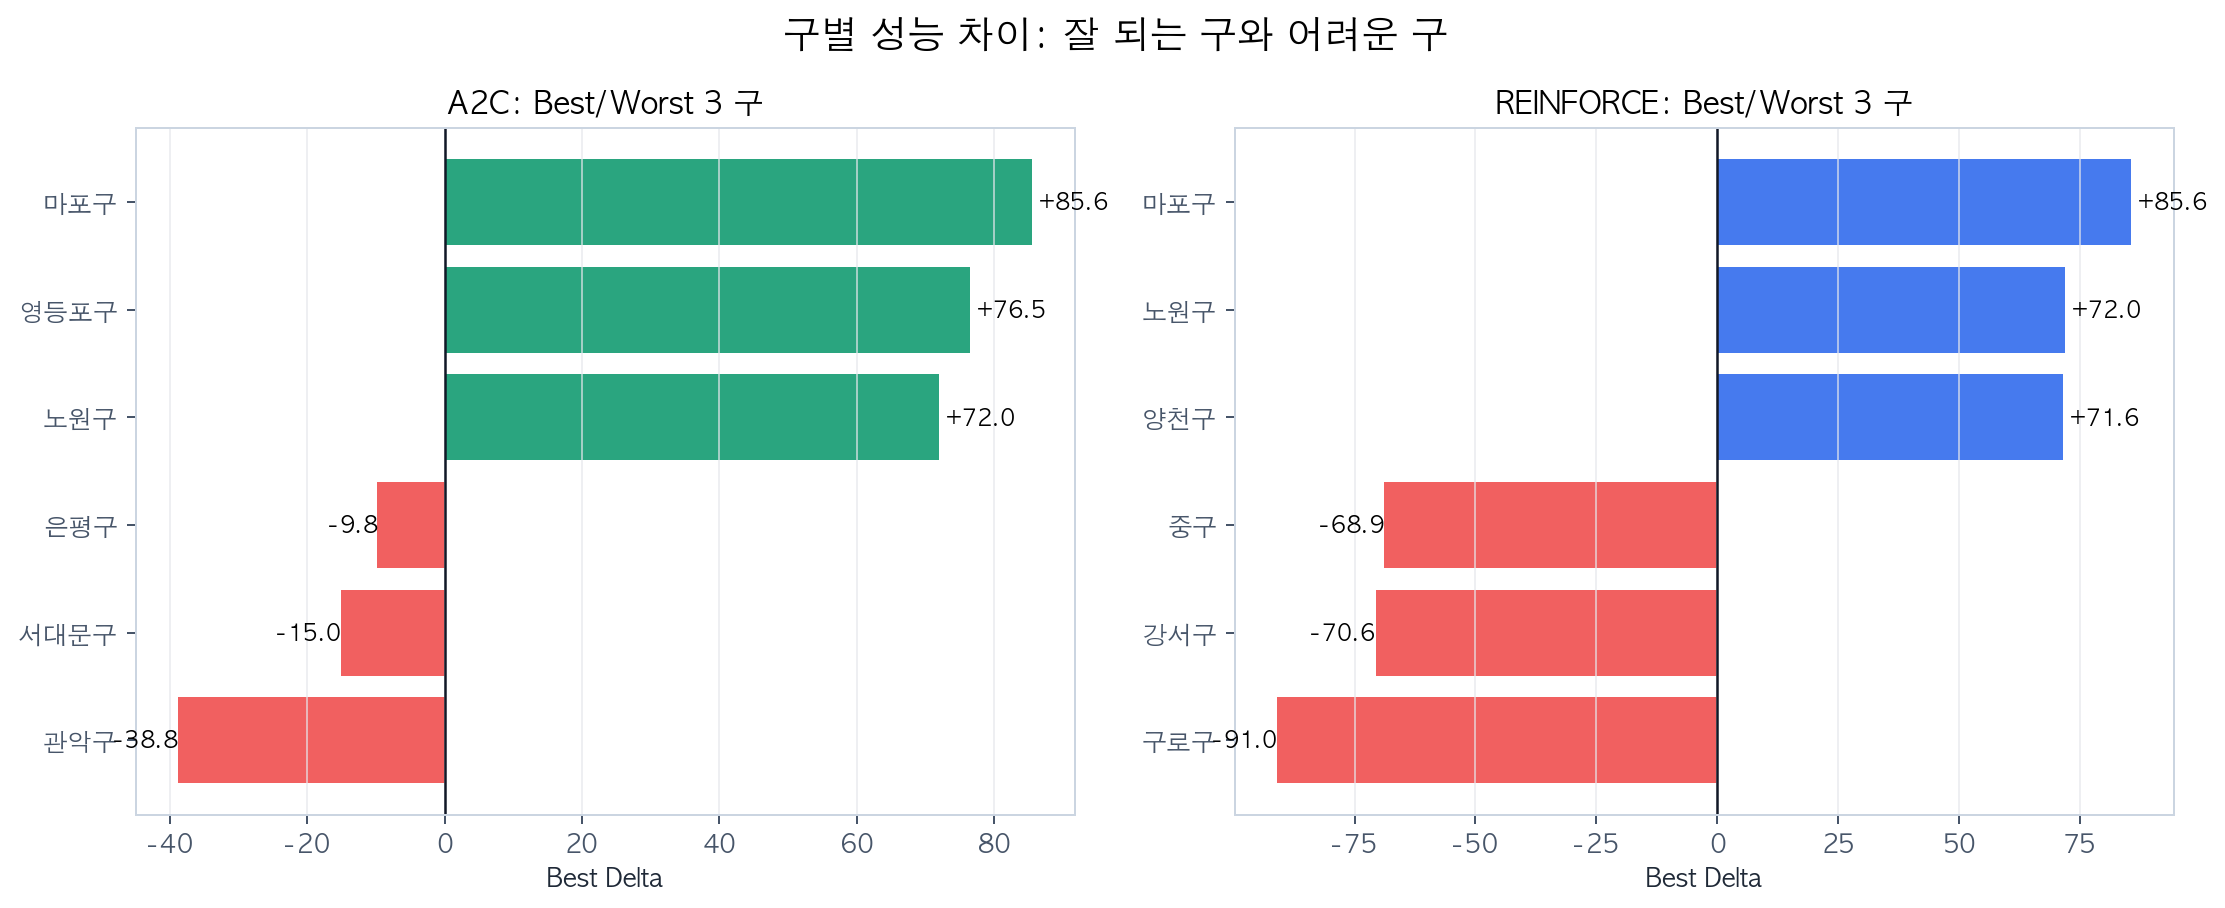 구별 성능 차이: 잘 되는 구와 어려운 구
A2C: Best/Worst 3 구
마포구 +85.6
영등포구 +76.5
노원구 +72.0
은평구 -9.8
서대문구 -15.0
관악구 -38.8
-40 -20 0 20 40 60 80
Best Delta
REINFORCE: Best/Worst 3 구
마포구 +85.6
노원구 +72.0
양천구 +71.6
중구 -68.9
강서구 -70.6
구로구 -91.0
-75 -50 -25 0 25 50 75
Best Delta